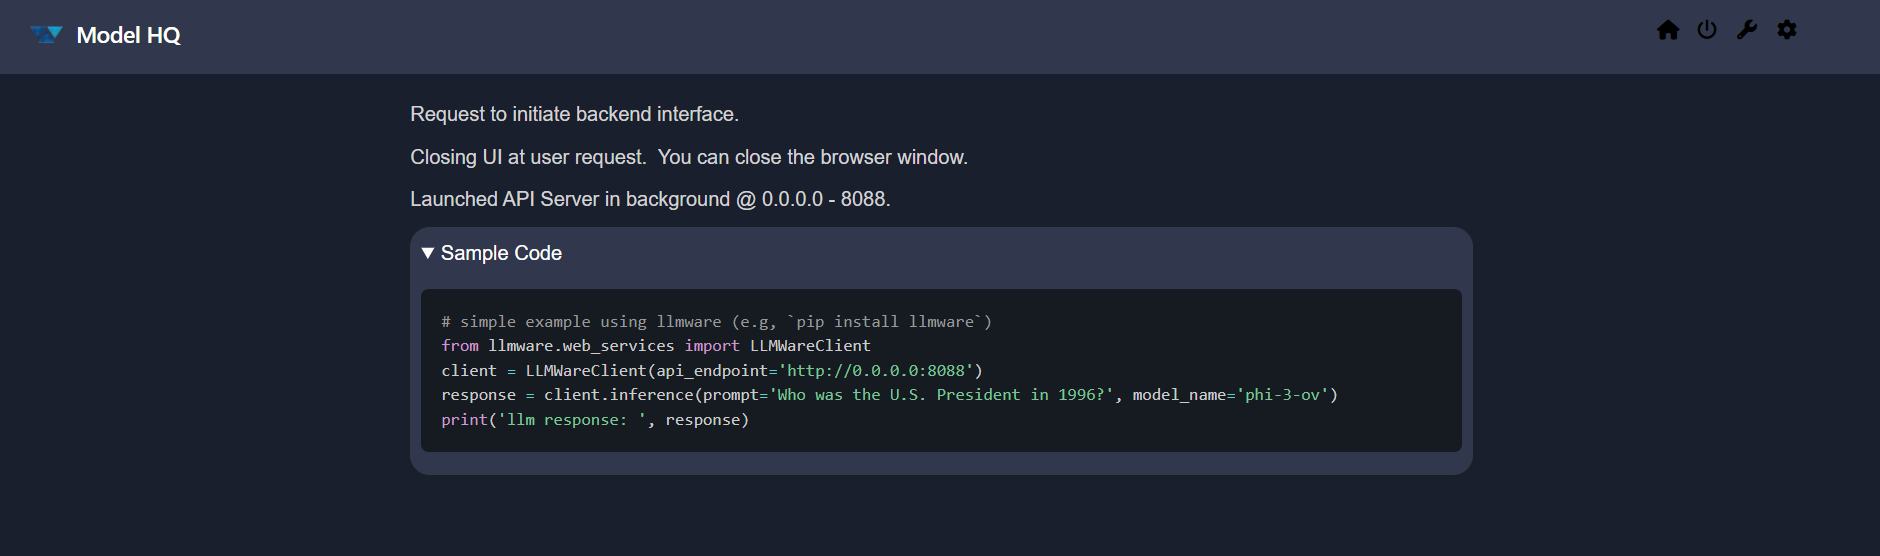 Model HQ
Request to initiate backend interface.
Closing UI at user request.  You can close the browser window.
Launched API Server in background @ 0.0.0.0 - 8088.
Sample Code
# simple example using llmware (e.g, `pip install llmware`)
from llmware.web_services import LLMWareClient
client = LLMWareClient(api_endpoint='http://0.0.0.0:8088')
response = client.inference(prompt='Who was the U.S. President in 1996?', model_name='phi-3-ov')
print('llm response: ', response)